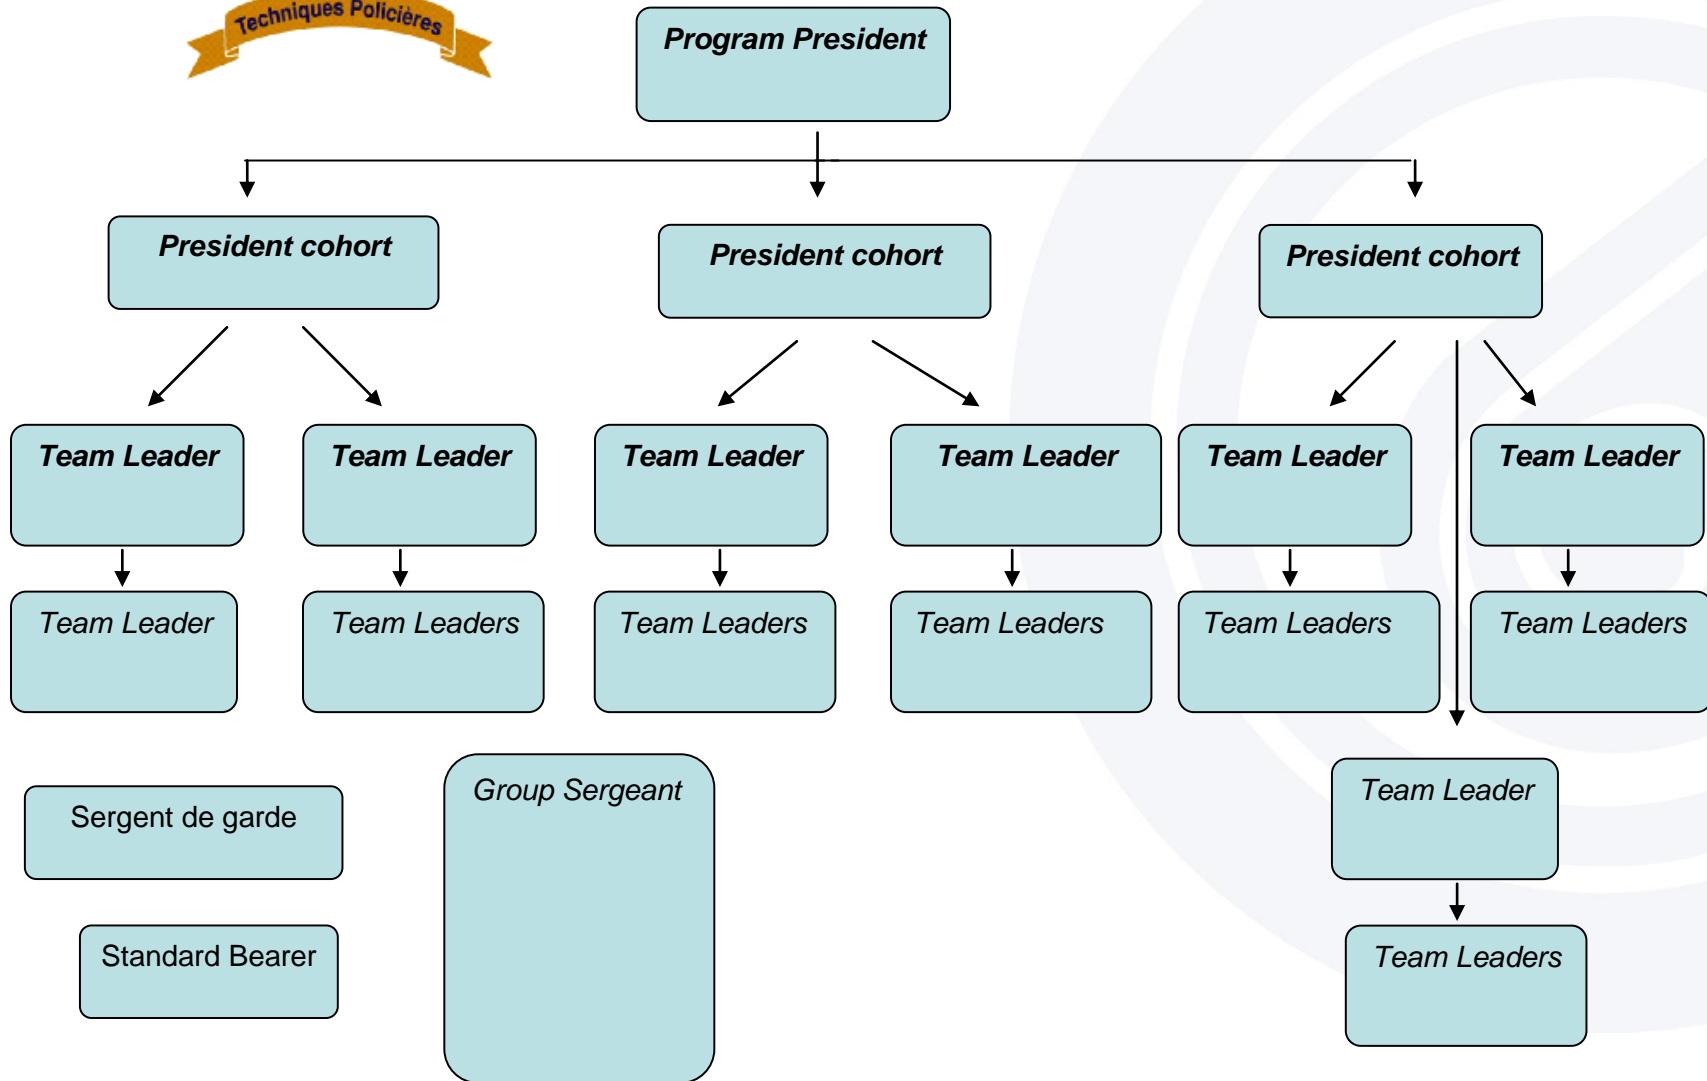 Techniques Policières
Program President
President cohort
President cohort
President cohort
Team Leader
Team Leader
Team Leader
Team Leader
Team Leader
Team Leader
Team Leader
Team Leaders
Team Leaders
Team Leaders
Team Leaders
Team Leaders
Sergent de garde
Group Sergeant
Team Leader
Standard Bearer
Team Leaders